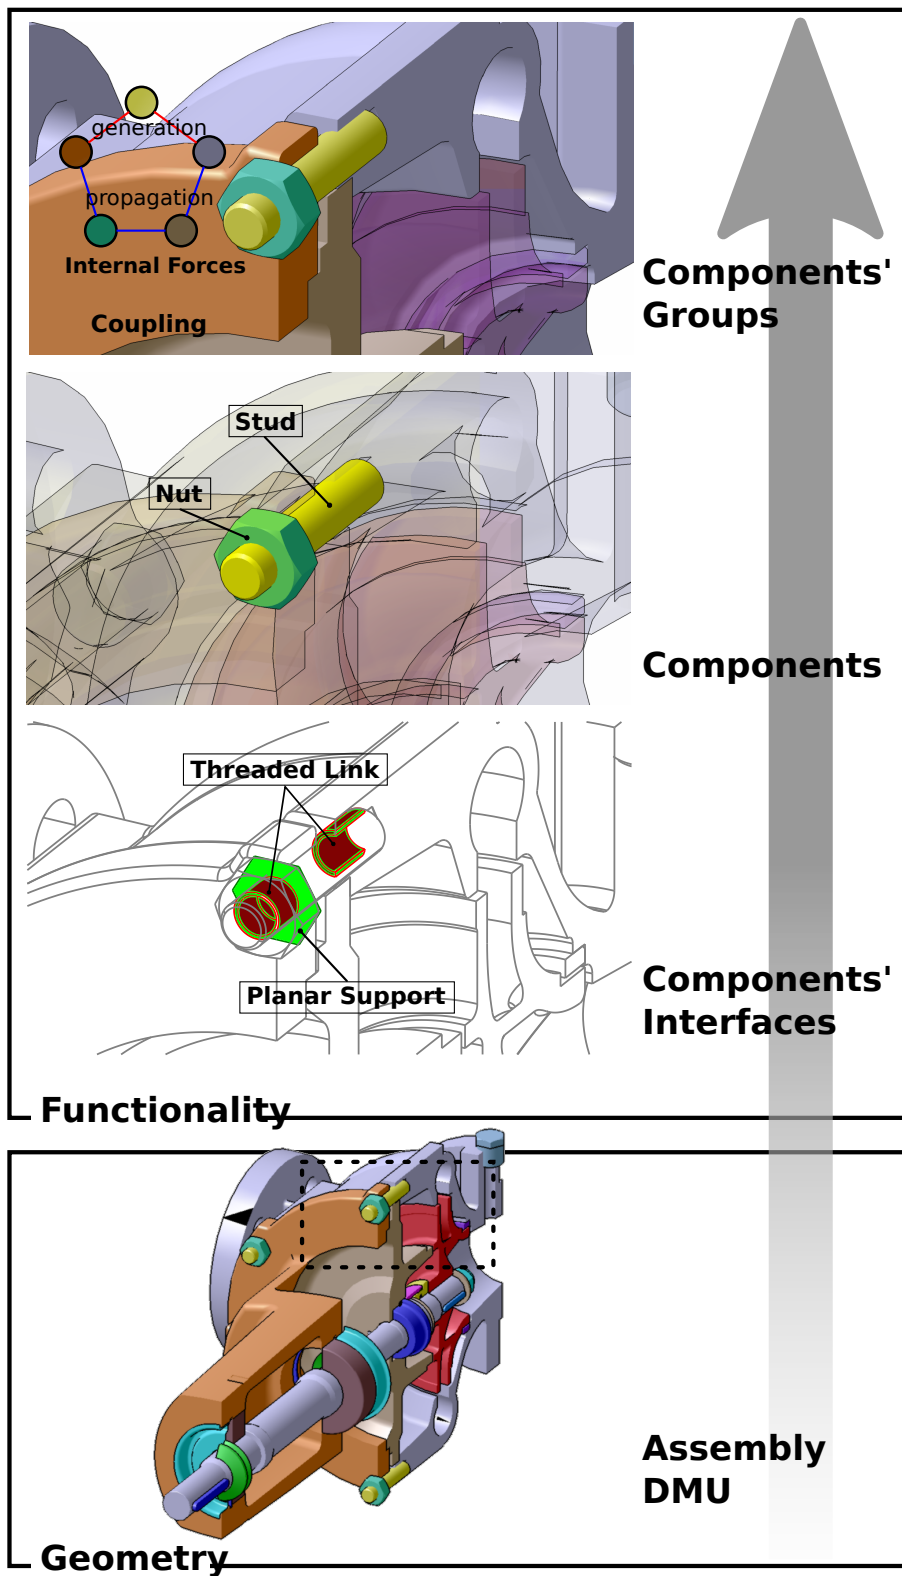 generation
propagation
Internal Forces
Coupling
Components'
Groups
Stud
Nut
Components
Threaded Link
Planar Support
Components'
Interfaces
Functionality
Assembly
DMU
Geometry